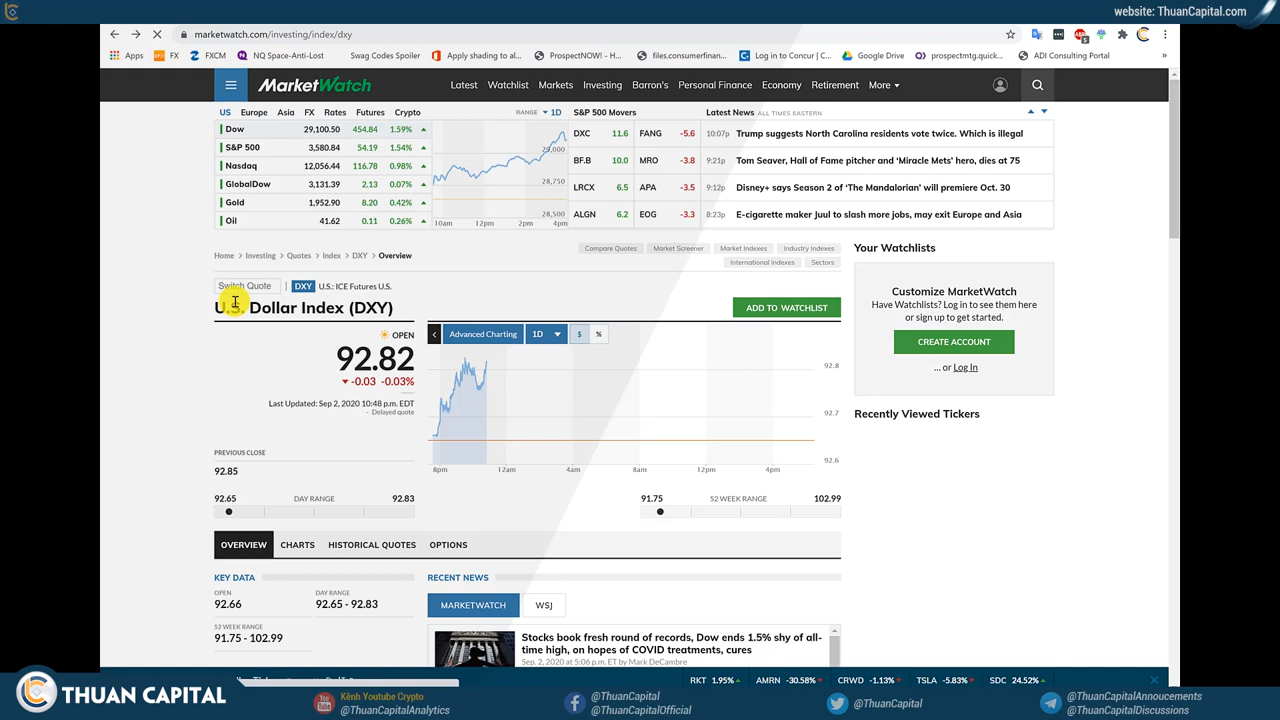 website: ThuanCapital.com
marketwatch.com/investing/index/dxy
Apps FX FXCM NQ Space-Anti-Lost Swag Codes Spoiler Apply shading to al... ProspectNOW! - H... files.consumerfinan... Log in to Concur | ... Google Drive prospectmtg.quest... ADI Consulting Portal »
MarketWatch Latest Watchlist Markets Investing Barron's Personal Finance Economy Retirement More
US Europe Asia FX Rates Futures Crypto RANGE 1D S&P 500 Movers Latest News ALL TIMES EASTERN
Dow 29,100.50 454.84 1.59%
S&P 500 3,580.84 54.19 1.54%
Nasdaq 12,056.44 116.78 0.98%
GlobalDow 3,131.39 2.13 0.07%
Gold 1,952.90 8.20 0.42%
Oil 41.62 0.11 0.26%
29,000
28,750
28,500
10am 12pm 2pm 4pm
DXC 11.6 FANG -5.6
BF.B 10.0 MRO -3.8
LRCX 6.5 APA -3.5
ALGN 6.2 EOG -3.3
10:07p Trump suggests North Carolina residents vote twice. Which is illegal
9:21p Tom Seaver, Hall of Fame pitcher and ‘Miracle Mets’ hero, dies at 75
9:12p Disney+ says Season 2 of ‘The Mandalorian’ will premiere Oct. 30
8:23p E-cigarette maker Juul to slash more jobs, may exit Europe and Asia
Home Investing Quotes Index DXY Overview
Compare Quotes Market Screener Market Indexes Industry Indexes
International Indexes Sectors
Switch Quote | DXY | U.S.: ICE Futures U.S.
U.S. Dollar Index (DXY)
ADD TO WATCHLIST
OPEN
92.82
-0.03 -0.03%
Last Updated: Sep 2, 2020 10:48 p.m. EDT
Delayed quote
PREVIOUS CLOSE
92.85
Advanced Charting 1D $ %
92.8
92.7
92.6
8pm 12am 4am 8am 12pm 4pm
92.65 DAY RANGE 92.83
91.75 52 WEEK RANGE 102.99
Your Watchlists
Customize MarketWatch
Have Watchlists? Log in to see them here
or sign up to get started.
CREATE ACCOUNT
... or Log In
Recently Viewed Tickers
OVERVIEW CHARTS HISTORICAL QUOTES OPTIONS
KEY DATA
OPEN
92.66
DAY RANGE
92.65 - 92.83
52 WEEK RANGE
91.75 - 102.99
RECENT NEWS
MARKETWATCH WSJ
Stocks book fresh round of records, Dow ends 1.5% shy of all-
time high, on hopes of COVID treatments, cures
Sep. 2, 2020 at 5:06 p.m. ET by Mark DeCambre
RKT 1.95% AMRN -30.58% CRWD -1.13% TSLA -5.83% SDC 24.52%
THUAN CAPITAL
Kênh Youtube Crypto
@ThuanCapitalAnalytics
@ThuanCapital
@ThuanCapitalOfficial
@ThuanCapital
@ThuanCapitalAnnoucements
@ThuanCapitalDiscussions